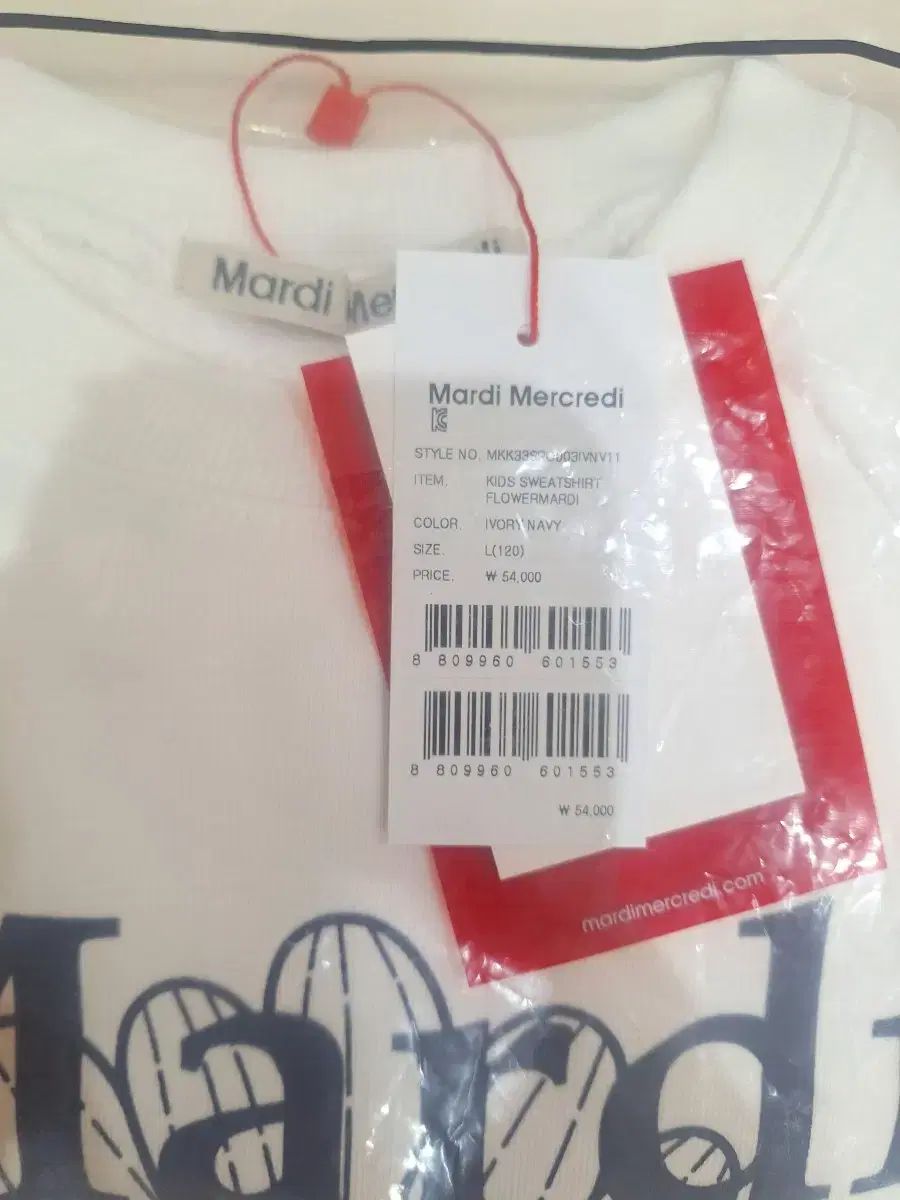 Mardi
Mardi Mercredi
STYLE NO.
ITEM. KIDS SWEATSHIRT
FLOWERMARDI
COLOR. IVORY NAVY
SIZE. L(120)
PRICE. ₩ 54,000
8 809960 601553
8 809960 601553
₩ 54,000
mardimercredi.com
Mardi